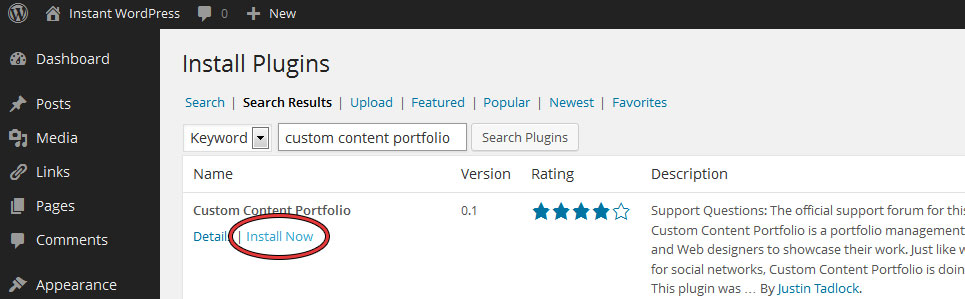 Instant WordPress 0 New
Dashboard
Posts
Media
Links
Pages
Comments
Appearance
Install Plugins
Search | Search Results | Upload | Featured | Popular | Newest | Favorites
Keyword custom content portfolio Search Plugins
Name Version Rating Description
Custom Content Portfolio 0.1
Details | Install Now
Support Questions: The official support forum for this
Custom Content Portfolio is a portfolio management
and Web designers to showcase their work. Just like w
for social networks, Custom Content Portfolio is doin
This plugin was … By Justin Tadlock.